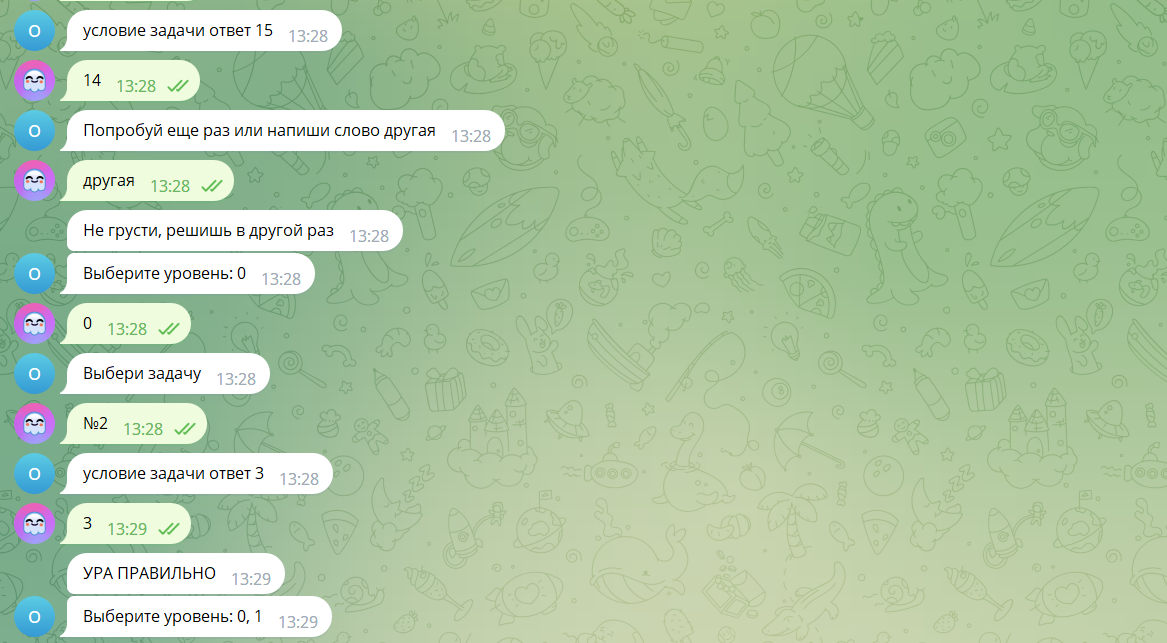 О
условие задачи ответ 15 13:28
14 13:28
О
Попробуй еще раз или напиши слово другая 13:28
другая 13:28
Не грусти, решишь в другой раз 13:28
О
Выберите уровень: 0 13:28
0 13:28
О
Выбери задачу 13:28
№2 13:28
О
условие задачи ответ 3 13:28
3 13:29
УРА ПРАВИЛЬНО 13:29
О
Выберите уровень: 0, 1 13:29